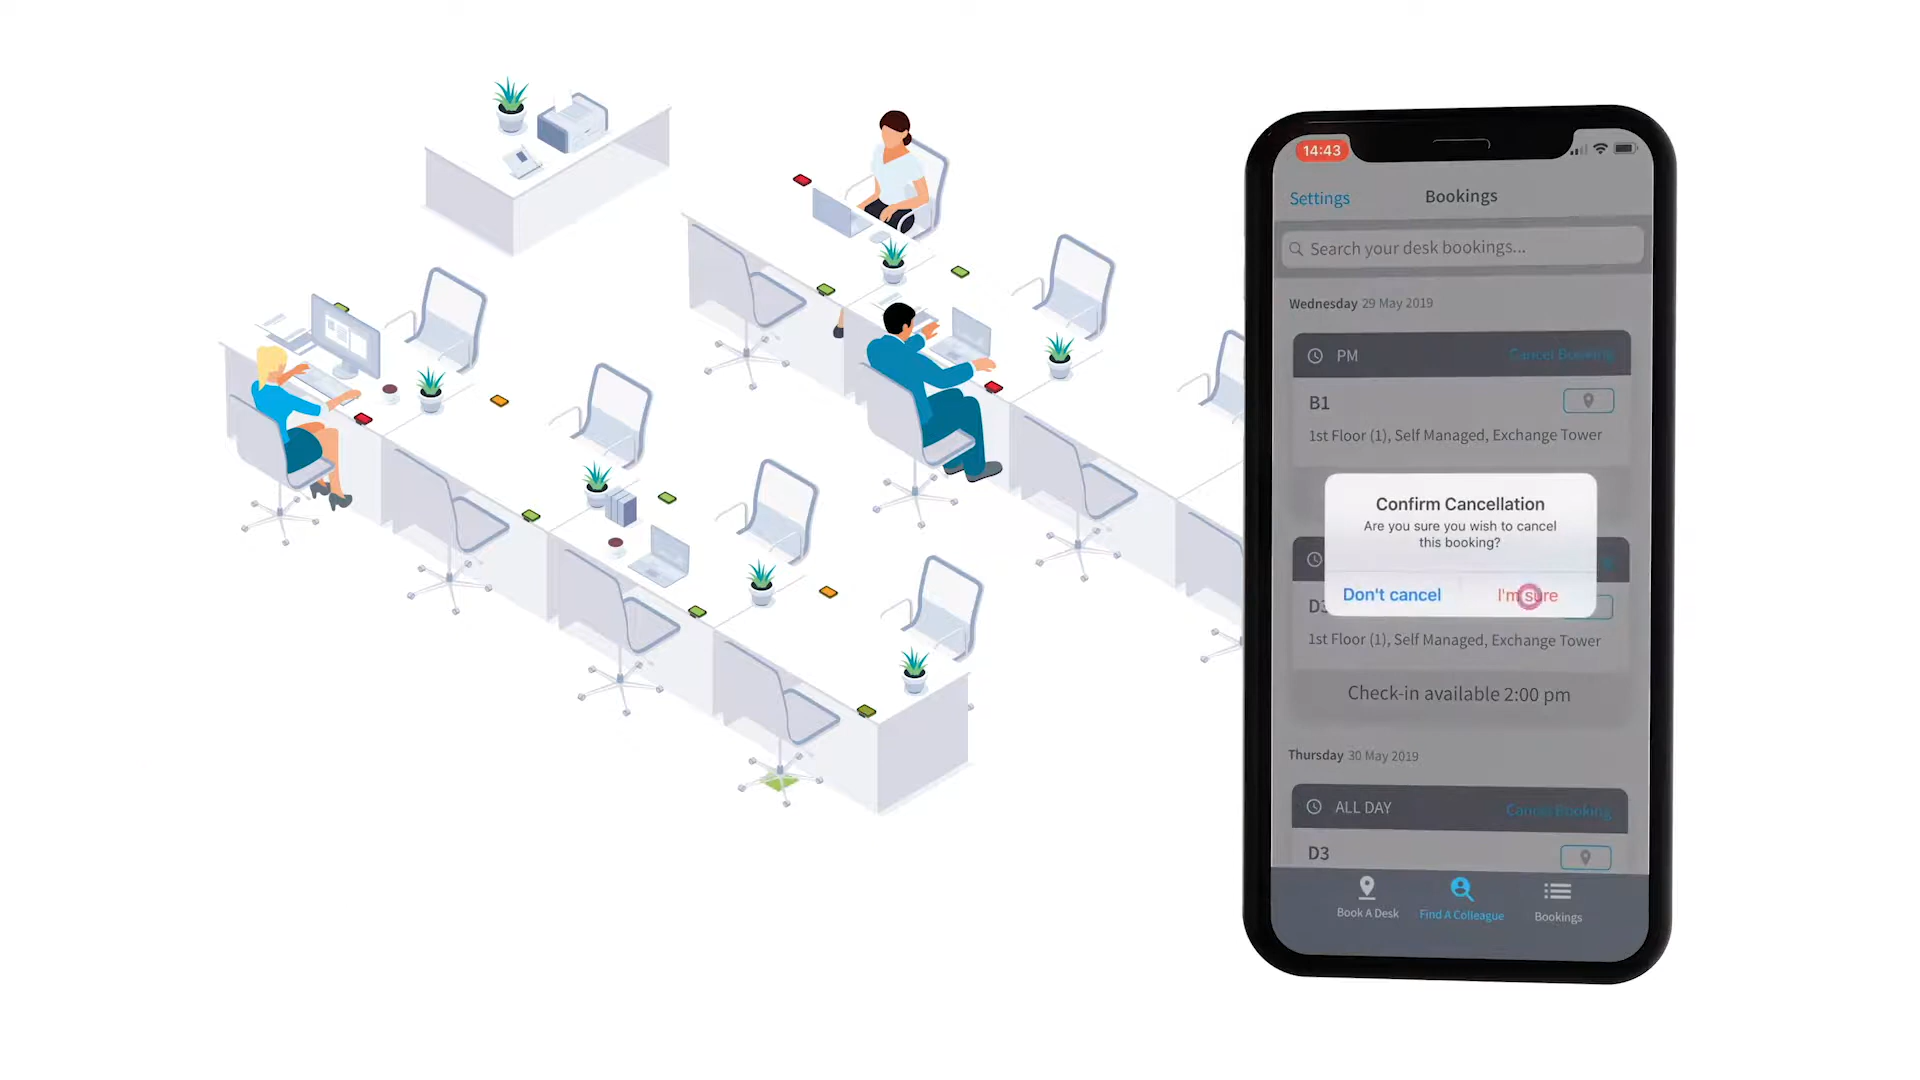 14:43
Settings
Bookings
Search your desk bookings...
Wednesday 29 May 2019
PM
Cancel Booking
B1
1st Floor (1), Self Managed, Exchange Tower
Confirm Cancellation
Are you sure you wish to cancel
this booking?
Don't cancel
I'm sure
1st Floor (1), Self Managed, Exchange Tower
Check-in available 2:00 pm
Thursday 30 May 2019
ALL DAY
Cancel Booking
D3
Book A Desk
Find A Colleague
Bookings